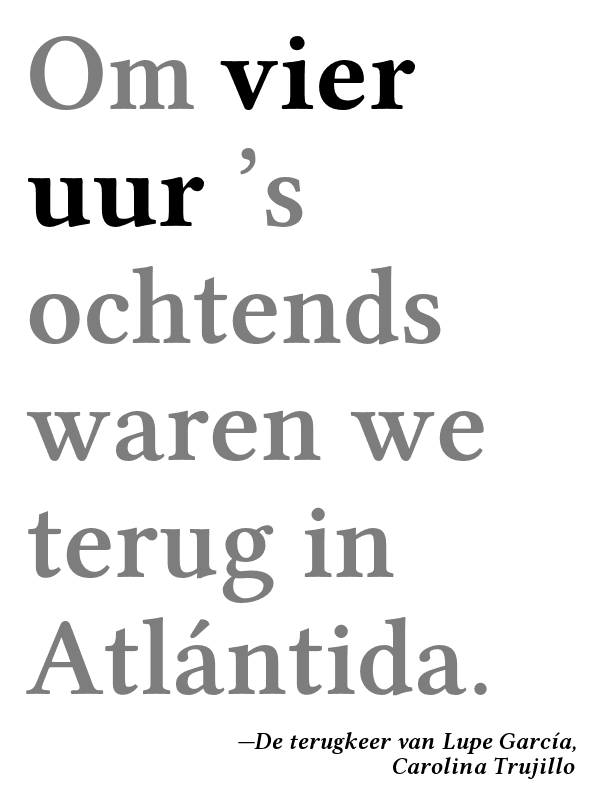 Om vier
uur ’s
ochtends
waren we
terug in
Atlántida.
—De terugkeer van Lupe García,
Carolina Trujillo